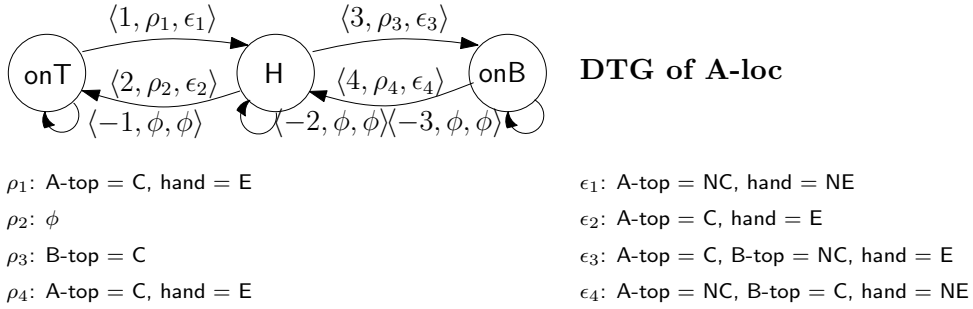 ⟨1, ρ₁, ϵ₁⟩ ⟨3, ρ₃, ϵ₃⟩
onT H onB DTG of A-loc
⟨2, ρ₂, ϵ₂⟩ ⟨4, ρ₄, ϵ₄⟩
⟨−1, ϕ, ϕ⟩ ⟨−2, ϕ, ϕ⟩ ⟨−3, ϕ, ϕ⟩
ρ₁: A-top = C, hand = E ϵ₁: A-top = NC, hand = NE
ρ₂: ϕ ϵ₂: A-top = C, hand = E
ρ₃: B-top = C ϵ₃: A-top = C, B-top = NC, hand = E
ρ₄: A-top = C, hand = E ϵ₄: A-top = NC, B-top = C, hand = NE